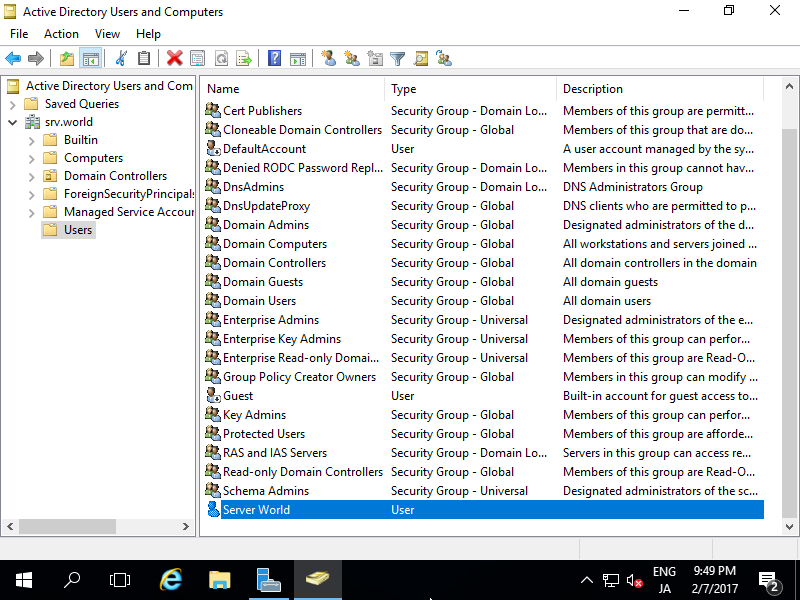 Active Directory Users and Computers
File Action View Help
Active Directory Users and Com
Saved Queries
srv.world
Builtin
Computers
Domain Controllers
ForeignSecurityPrincipals
Managed Service Accour
Users
Name Type Description
Cert Publishers Security Group - Domain Lo... Members of this group are permitt...
Cloneable Domain Controllers Security Group - Global Members of this group that are do...
DefaultAccount User A user account managed by the sy...
Denied RODC Password Repl... Security Group - Domain Lo... Members in this group cannot hav...
DnsAdmins Security Group - Domain Lo... DNS Administrators Group
DnsUpdateProxy Security Group - Global DNS clients who are permitted to p...
Domain Admins Security Group - Global Designated administrators of the d...
Domain Computers Security Group - Global All workstations and servers joined ...
Domain Controllers Security Group - Global All domain controllers in the domain
Domain Guests Security Group - Global All domain guests
Domain Users Security Group - Global All domain users
Enterprise Admins Security Group - Universal Designated administrators of the e...
Enterprise Key Admins Security Group - Universal Members of this group can perfor...
Enterprise Read-only Domai... Security Group - Universal Members of this group are Read-O...
Group Policy Creator Owners Security Group - Global Members in this group can modify ...
Guest User Built-in account for guest access to...
Key Admins Security Group - Global Members of this group can perfor...
Protected Users Security Group - Global Members of this group are afforde...
RAS and IAS Servers Security Group - Domain Lo... Servers in this group can access re...
Read-only Domain Controllers Security Group - Global Members of this group are Read-O...
Schema Admins Security Group - Universal Designated administrators of the sc...
Server World User
ENG 9:49 PM
JA 2/7/2017 2